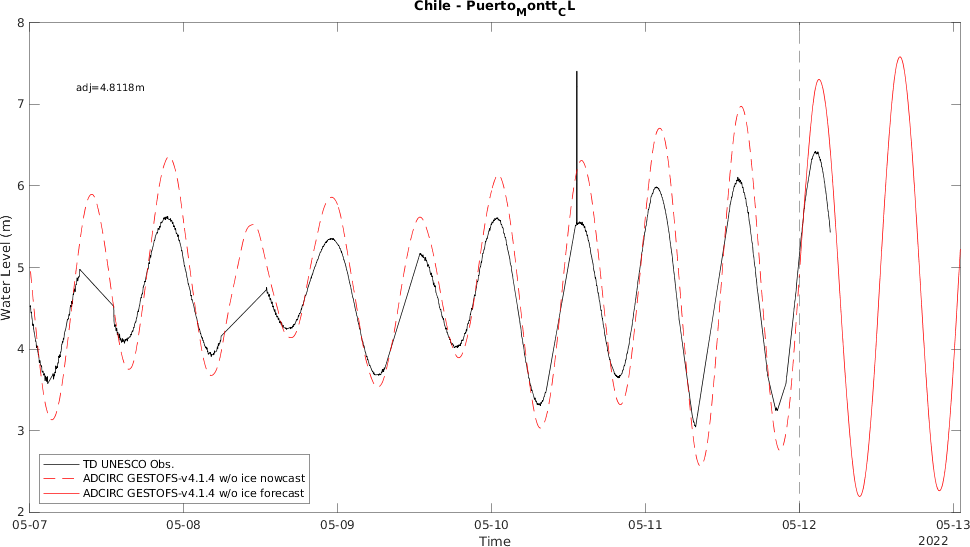 Chile - PuertoMonttCL
8
adj=4.8118m
7
6
5
4
3
2
Water Level (m)
TD UNESCO Obs.
ADCIRC GESTOFS-v4.1.4 w/o ice nowcast
ADCIRC GESTOFS-v4.1.4 w/o ice forecast
05-07 05-08 05-09 05-10 05-11 05-12 05-13
Time
2022